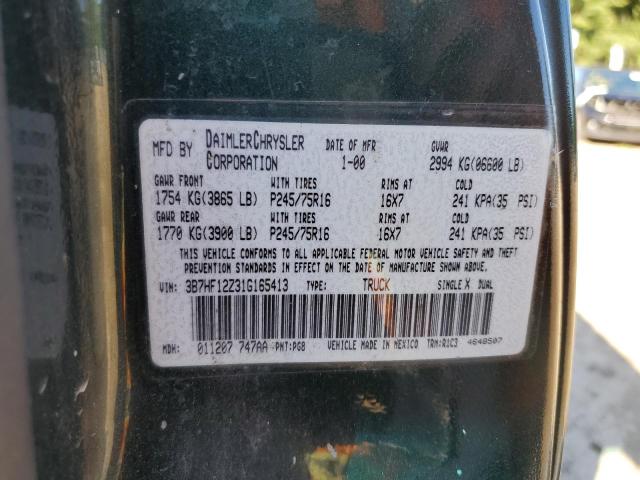 MFD BY DAIMLERCHRYSLER CORPORATION DATE OF MFR 1-00 GVWR 2994 KG(06600 LB)
GAWR FRONT WITH TIRES RIMS AT COLD
1754 KG(3865 LB) P245/75R16 16X7 241 KPA(35 PSI)
GAWR REAR WITH TIRES RIMS AT COLD
1770 KG(3900 LB) P245/75R16 16X7 241 KPA(35 PSI)
THIS VEHICLE CONFORMS TO ALL APPLICABLE FEDERAL MOTOR VEHICLE SAFETY AND THEFT
PREVENTION STANDARDS IN EFFECT ON THE DATE OF MANUFACTURE SHOWN ABOVE.
VIN: 3B7HF12Z31G165413 TYPE: TRUCK SINGLE X DUAL
MDH: 011207 747AA PNT:PG8 VEHICLE MADE IN MEXICO TRM:R1C3 4648507